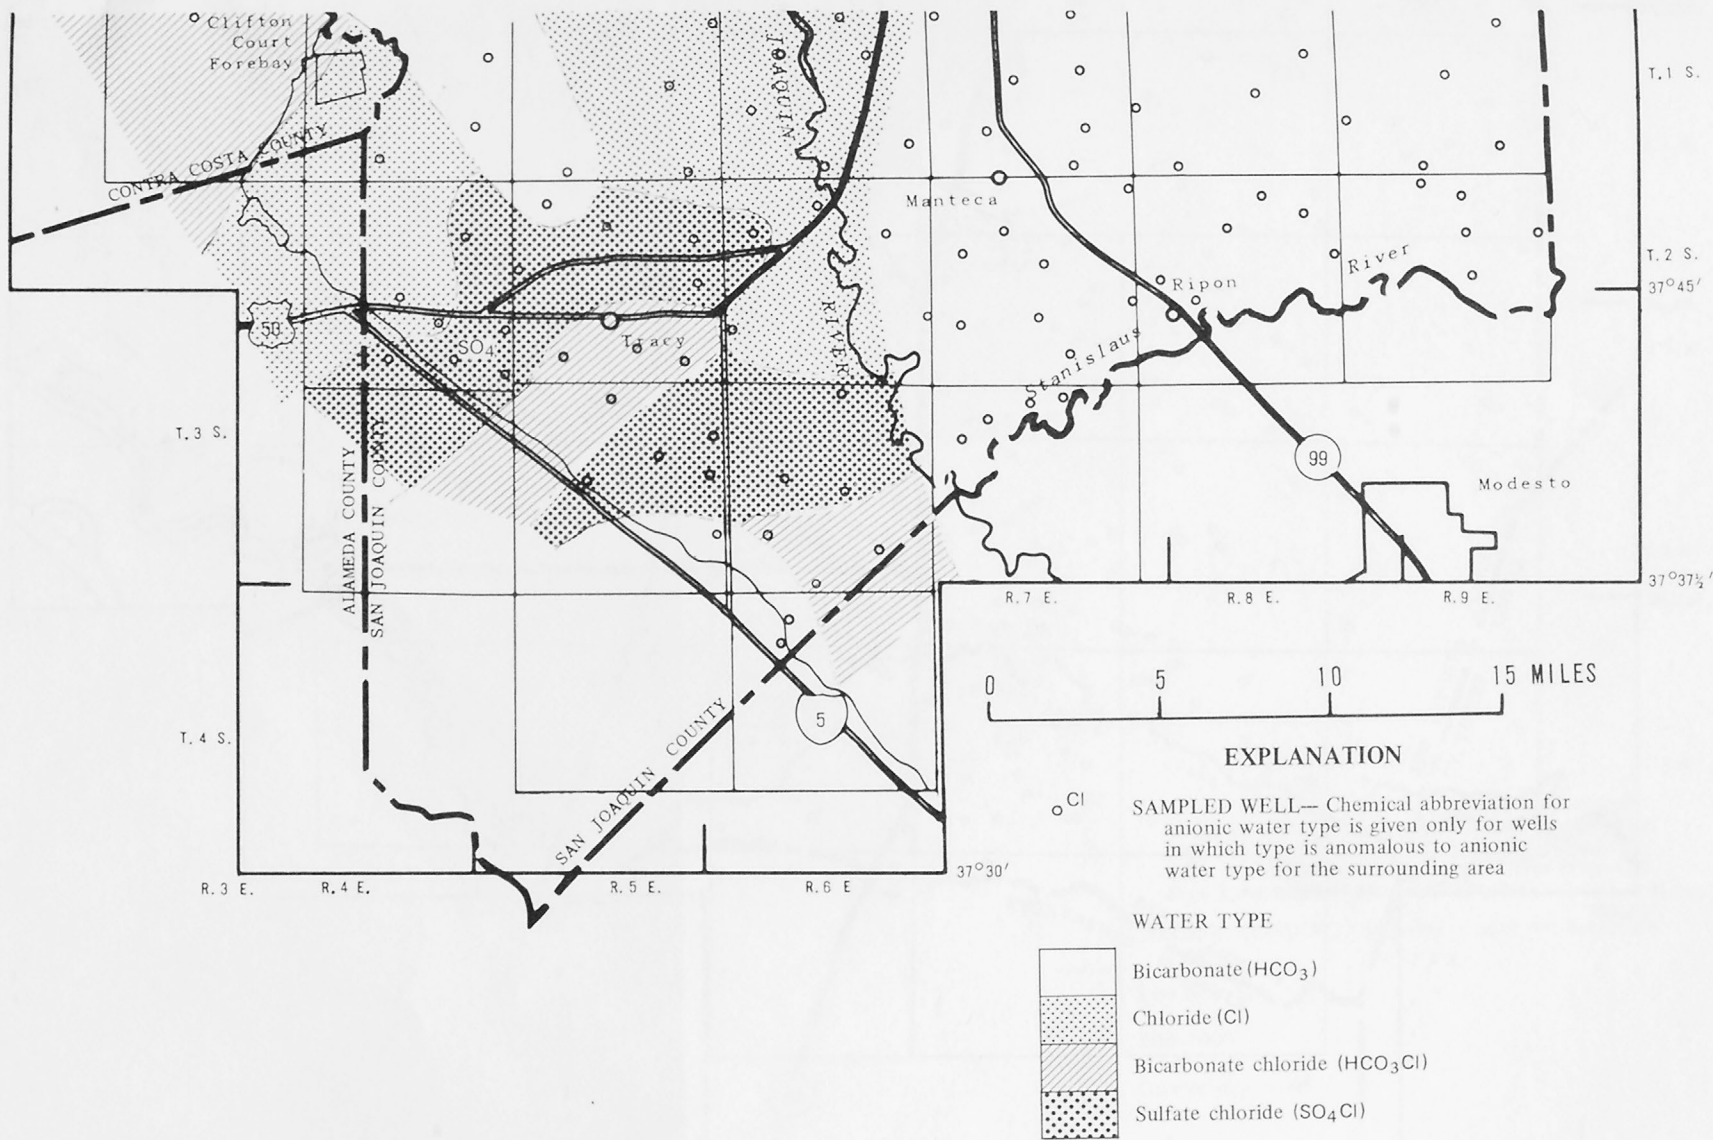 Clifton
Court
Forebay
JOAQUIN
RIVER
T.1 S.
CONTRA COSTA COUNTY
Manteca
T.2 S.
37°45′
River
Ripon
Stanislaus
50
Tracy
SO4
T.3 S.
ALAMEDA COUNTY
SAN JOAQUIN COUNTY
99
Modesto
37°37½′
R.7 E.
R.8 E.
R.9 E.
0 5 10 15 MILES
T.4 S.
5
SAN JOAQUIN COUNTY
37°30′
R.3 E.
R.4 E.
R.5 E.
R.6 E
EXPLANATION
Cl
SAMPLED WELL— Chemical abbreviation for
anionic water type is given only for wells
in which type is anomalous to anionic
water type for the surrounding area
WATER TYPE
Bicarbonate (HCO3)
Chloride (Cl)
Bicarbonate chloride (HCO3Cl)
Sulfate chloride (SO4Cl)